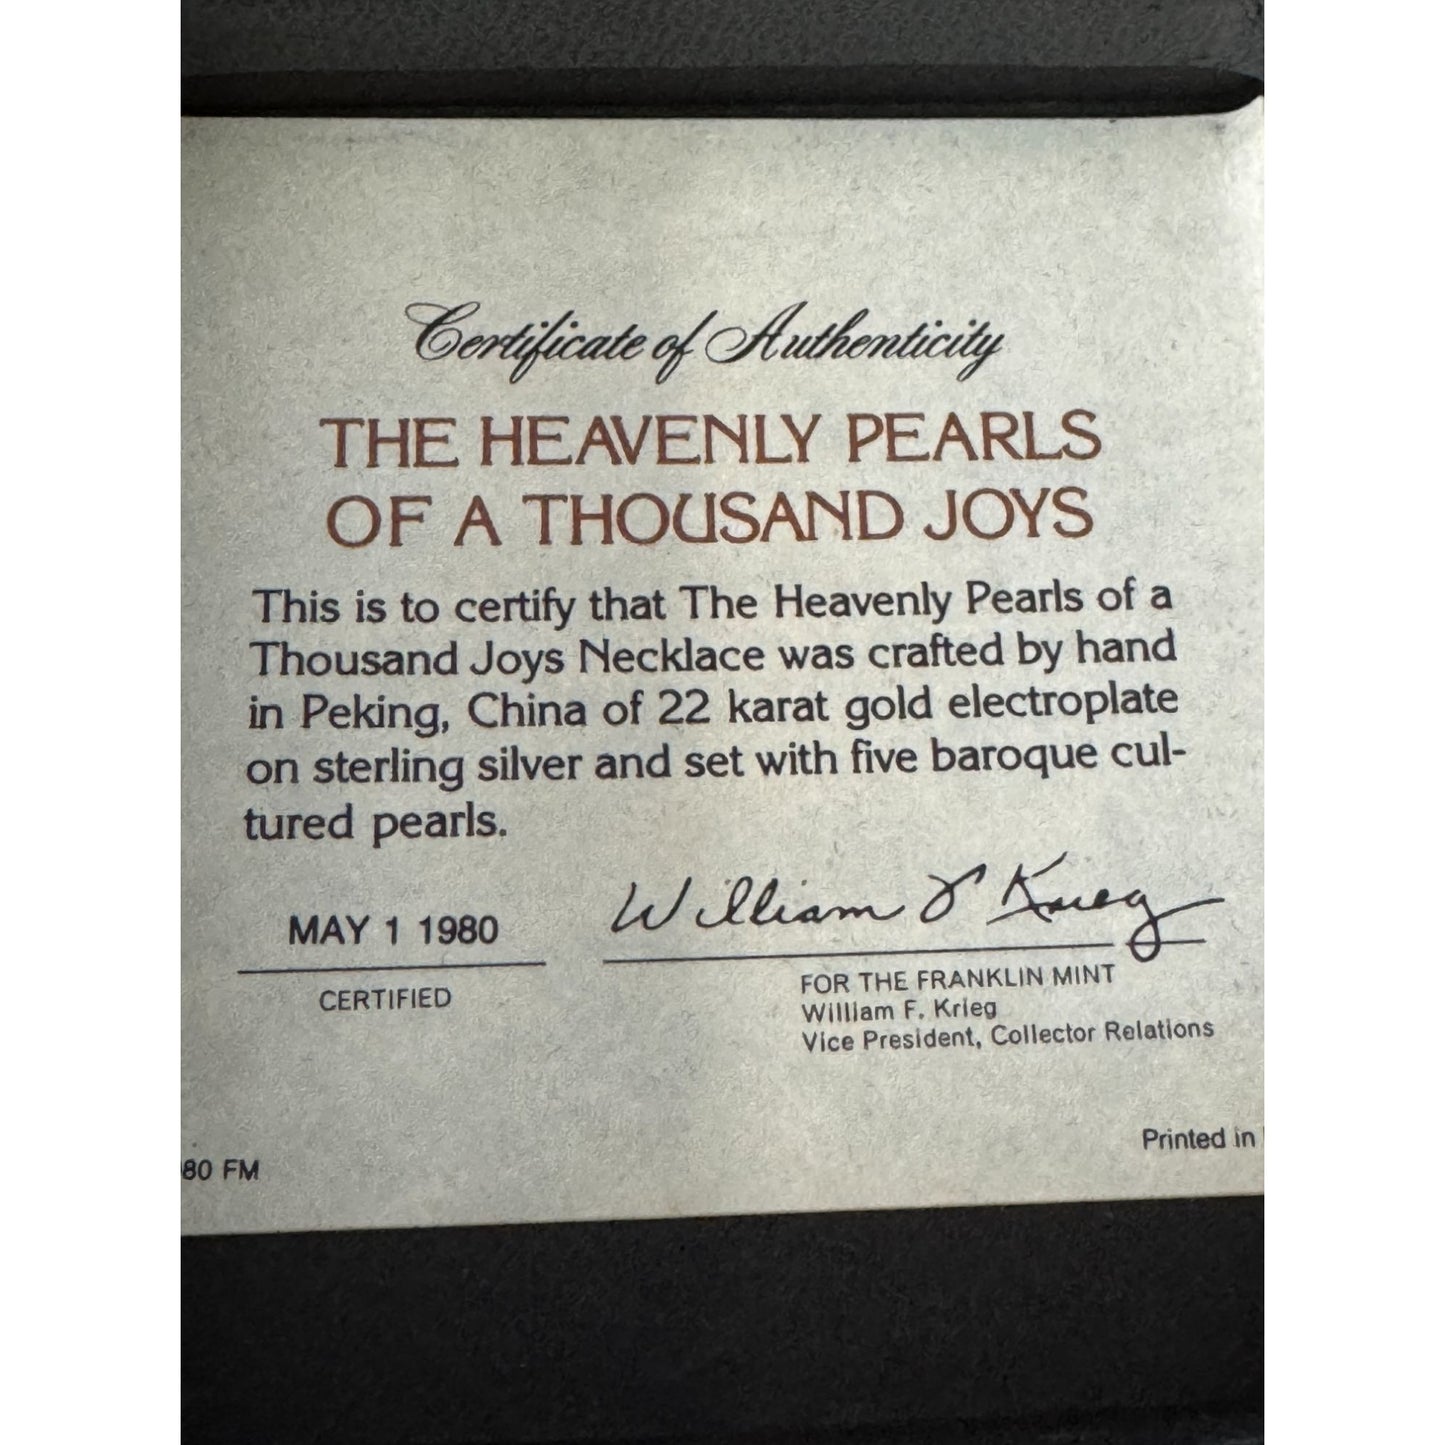 Certificate of Authenticity
THE HEAVENLY PEARLS
OF A THOUSAND JOYS
This is to certify that The Heavenly Pearls of a
Thousand Joys Necklace was crafted by hand
in Peking, China of 22 karat gold electroplate
on sterling silver and set with five baroque cul-
tured pearls.
MAY 1 1980
William F Krieg
CERTIFIED
FOR THE FRANKLIN MINT
William F. Krieg
Vice President, Collector Relations
80 FM
Printed in